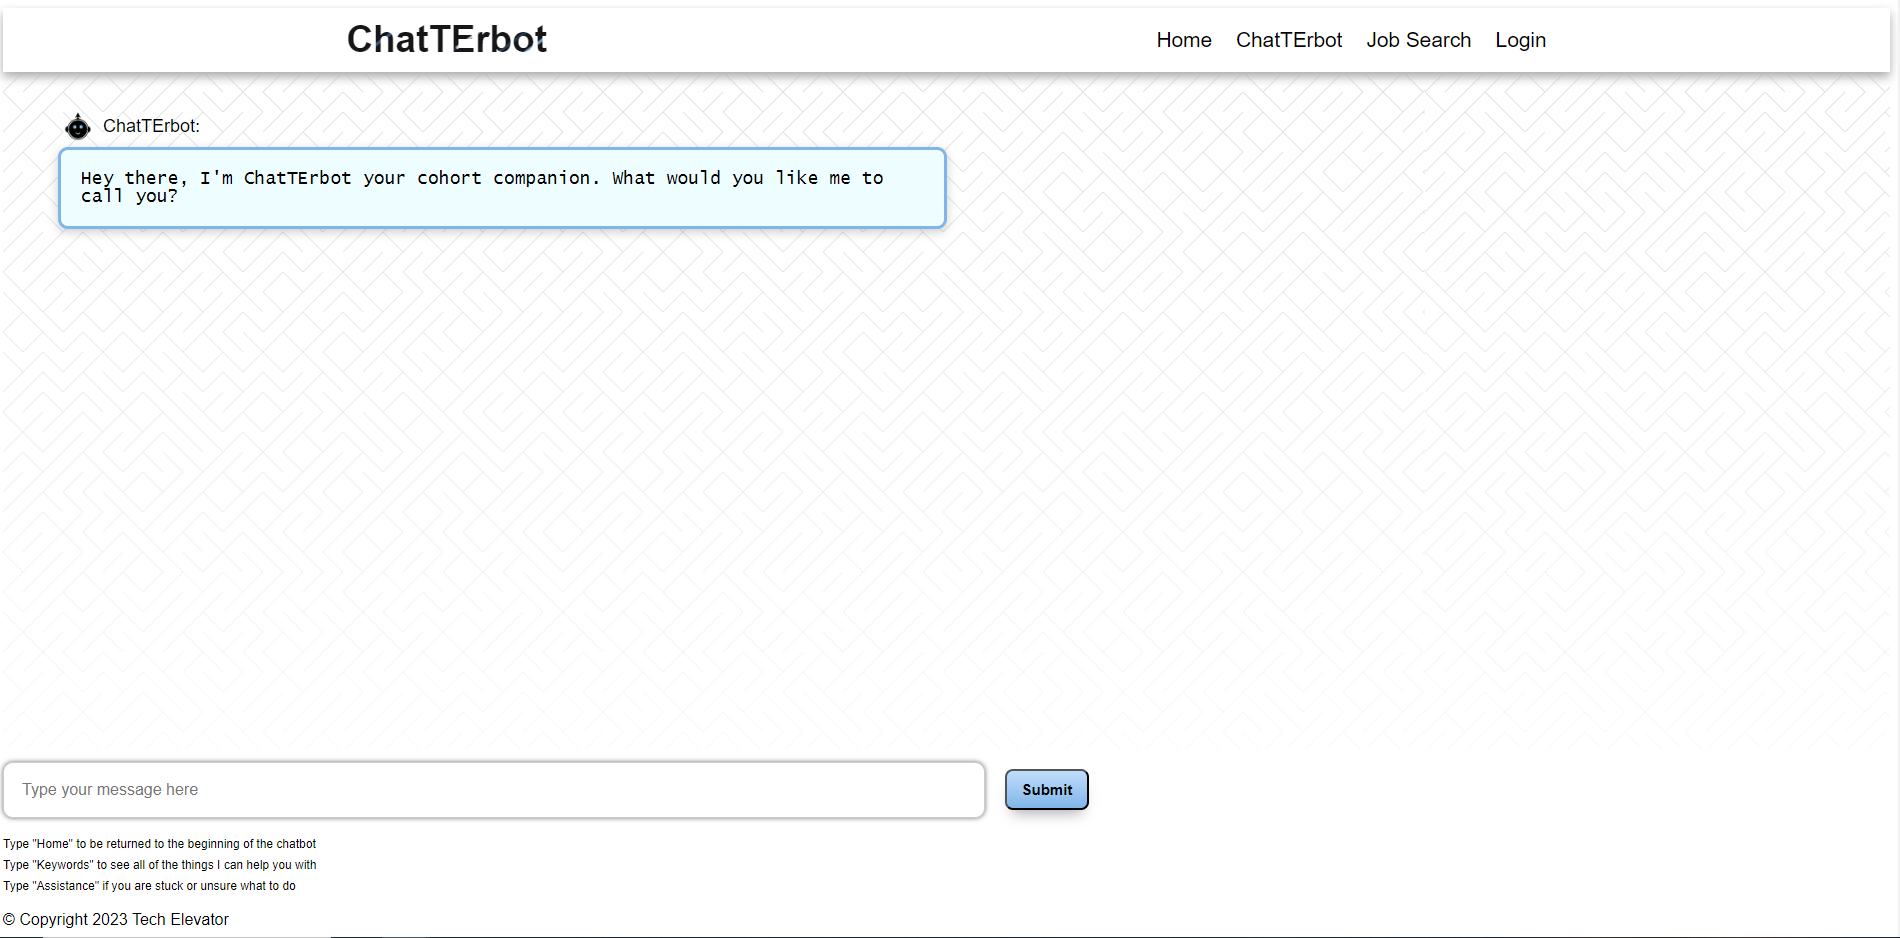 ChatTErbot
Home ChatTErbot Job Search Login
ChatTErbot:
Hey there, I'm ChatTErbot your cohort companion. What would you like me to
call you?
Type your message here
Submit
Type "Home" to be returned to the beginning of the chatbot
Type "Keywords" to see all of the things I can help you with
Type "Assistance" if you are stuck or unsure what to do
© Copyright 2023 Tech Elevator